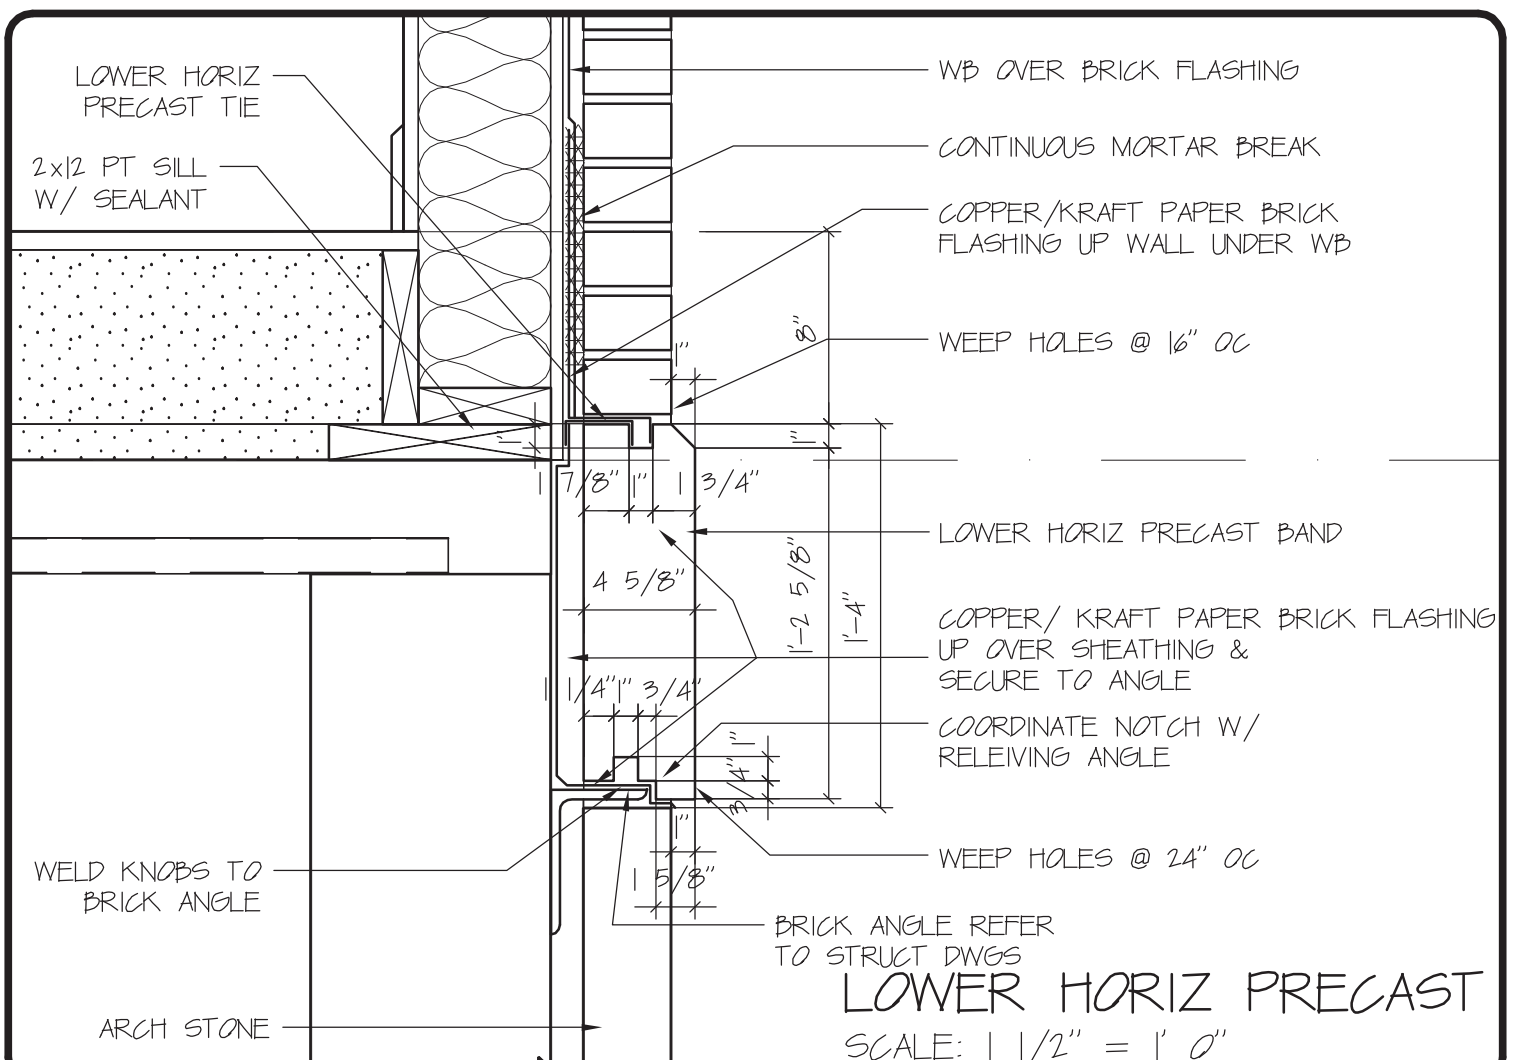 LOWER HORIZ
PRECAST TIE
2x12 PT SILL
W/ SEALANT
WB OVER BRICK FLASHING
CONTINUOUS MORTAR BREAK
COPPER/KRAFT PAPER BRICK
FLASHING UP WALL UNDER WB
8"
1"
WEEP HOLES @ 16" OC
1"
1"
1 7/8"
1"
1 3/4"
LOWER HORIZ PRECAST BAND
4 5/8"
1'-2 5/8"
1'-4"
COPPER/ KRAFT PAPER BRICK FLASHING
UP OVER SHEATHING &
SECURE TO ANGLE
1 1/4"
1"
3/4"
1"
3/4"
COORDINATE NOTCH W/
RELEIVING ANGLE
1"
WEEP HOLES @ 24" OC
WELD KNOBS TO
BRICK ANGLE
1 5/8"
BRICK ANGLE REFER
TO STRUCT DWGS
LOWER HORIZ PRECAST
ARCH STONE
SCALE: 1 1/2" = 1' 0"